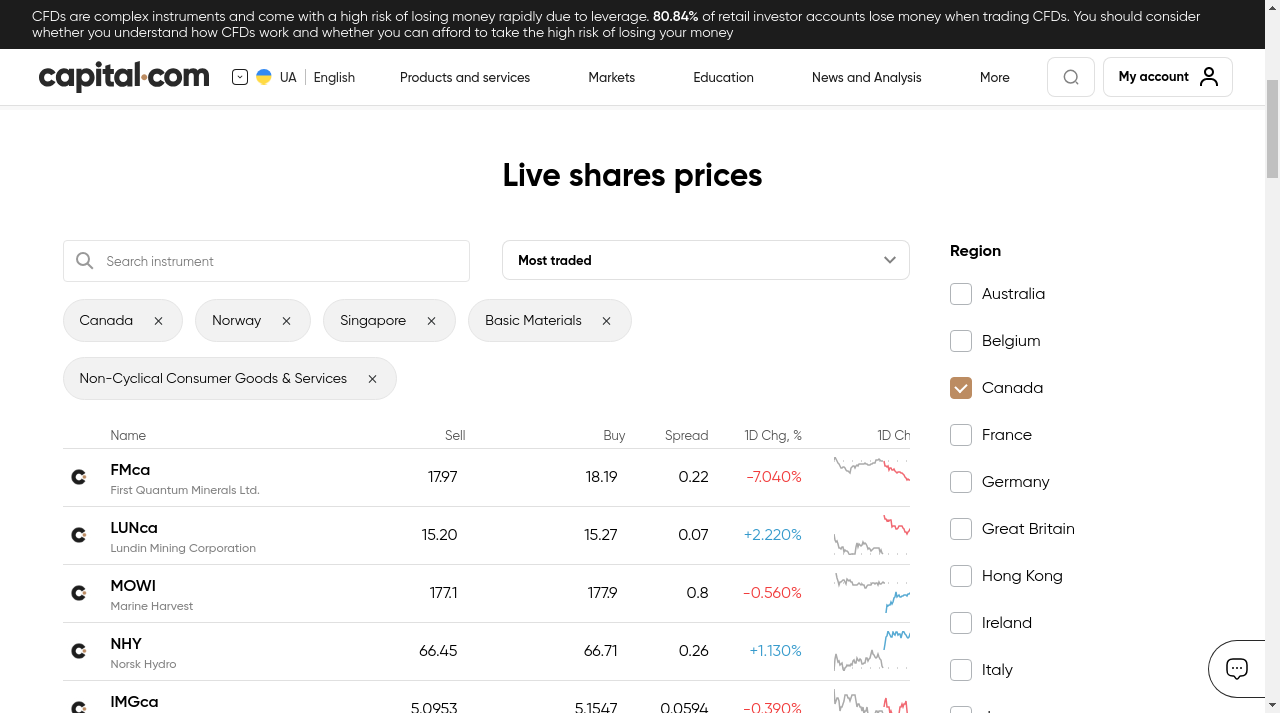 CFDs are complex instruments and come with a high risk of losing money rapidly due to leverage. 80.84% of retail investor accounts lose money when trading CFDs. You should consider
whether you understand how CFDs work and whether you can afford to take the high risk of losing your money
capital.com
UA English
Products and services
Markets
Education
News and Analysis
More
My account
Live shares prices
Search instrument
Most traded
Canada
Norway
Singapore
Basic Materials
Non-Cyclical Consumer Goods & Services
Name Sell Buy Spread 1D Chg, % 1D Ch
FMca 17.97 18.19 0.22 -7.040%
First Quantum Minerals Ltd.
LUNca 15.20 15.27 0.07 +2.220%
Lundin Mining Corporation
MOWI 177.1 177.9 0.8 -0.560%
Marine Harvest
NHY 66.45 66.71 0.26 +1.130%
Norsk Hydro
IMGca 5.0953 5.1547 0.0594 -0.390%
Region
Australia
Belgium
Canada
France
Germany
Great Britain
Hong Kong
Ireland
Italy